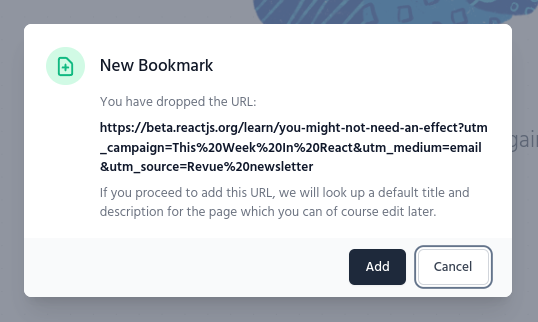 New Bookmark
You have dropped the URL:
https://beta.reactjs.org/learn/you-might-not-need-an-effect?utm
_campaign=This%20Week%20In%20React&utm_medium=email
&utm_source=Revue%20newsletter
If you proceed to add this URL, we will look up a default title and
description for the page which you can of course edit later.
Add Cancel